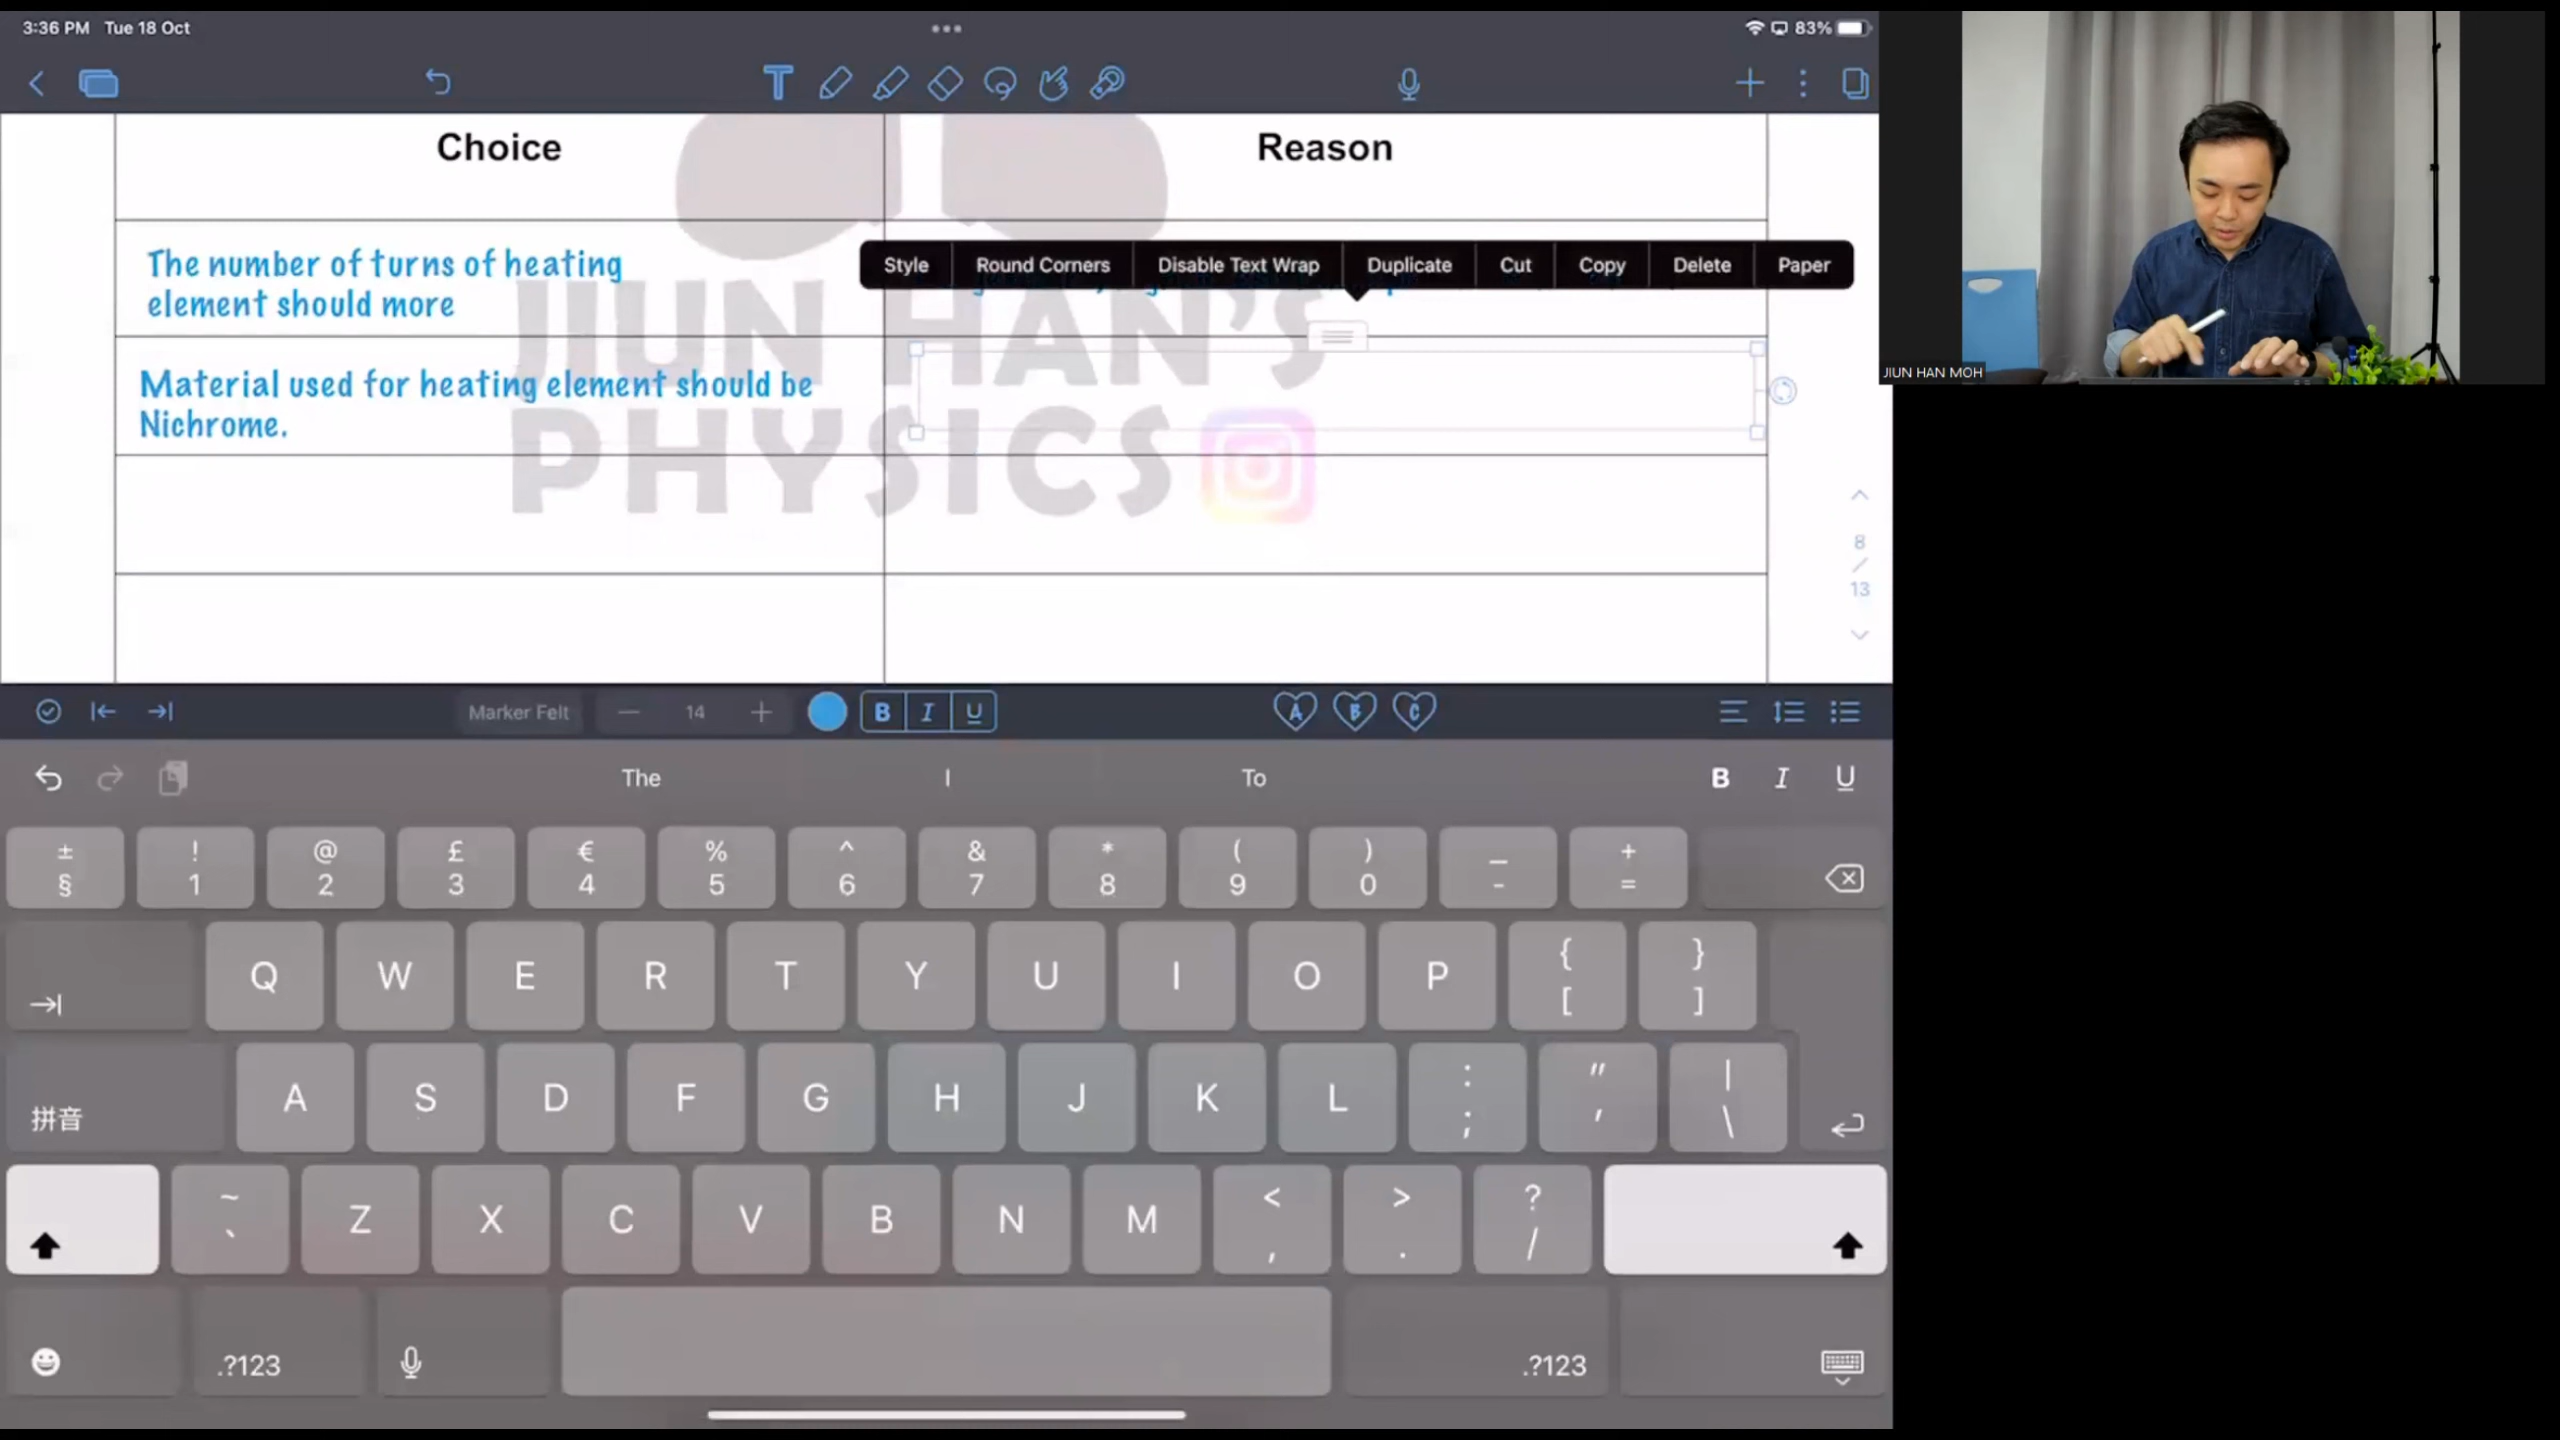 3:36 PM Tue 18 Oct
83%
Choice
Reason
The number of turns of heating
element should more
Style
Round Corners
Disable Text Wrap
Duplicate
Cut
Copy
Delete
Paper
JIUN HAN'S
PHYSICS
Material used for heating element should be
Nichrome.
8
/
13
JIUN HAN MOH
Marker Felt
— 14 +
B I U
A B C
The I To
B I U
± ! @ £ € % ^ & * ( ) _ +
§ 1 2 3 4 5 6 7 8 9 0 - =
Q W E R T Y U I O P { [ } ]
拼音 A S D F G H J K L : ; " ' | \
~ ` Z X C V B N M < , > . ? /
.?123 .?123